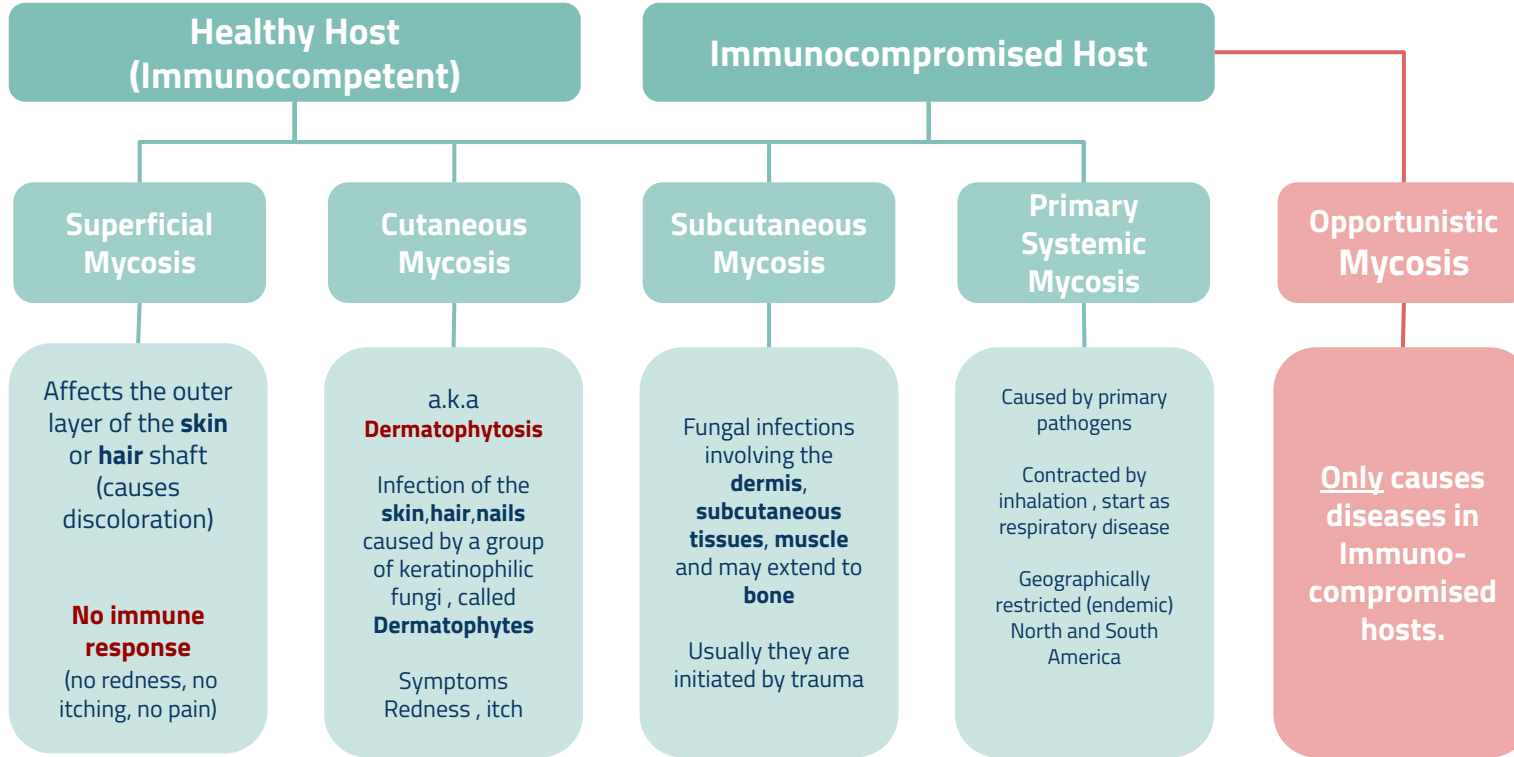 Healthy Host
(Immunocompetent)
Immunocompromised Host
Superficial
Mycosis
Cutaneous
Mycosis
Subcutaneous
Mycosis
Primary
Systemic
Mycosis
Opportunistic
Mycosis
Affects the outer
layer of the skin
or hair shaft
(causes
discoloration)
No immune
response
(no redness, no
itching, no pain)
a.k.a
Dermatophytosis
Infection of the
skin,hair,nails
caused by a group
of keratinophilic
fungi , called
Dermatophytes
Symptoms
Redness , itch
Fungal infections
involving the
dermis,
subcutaneous
tissues, muscle
and may extend to
bone
Usually they are
initiated by trauma
Caused by primary
pathogens
Contracted by
inhalation , start as
respiratory disease
Geographically
restricted (endemic)
North and South
America
Only causes
diseases in
Immuno-
compromised
hosts.